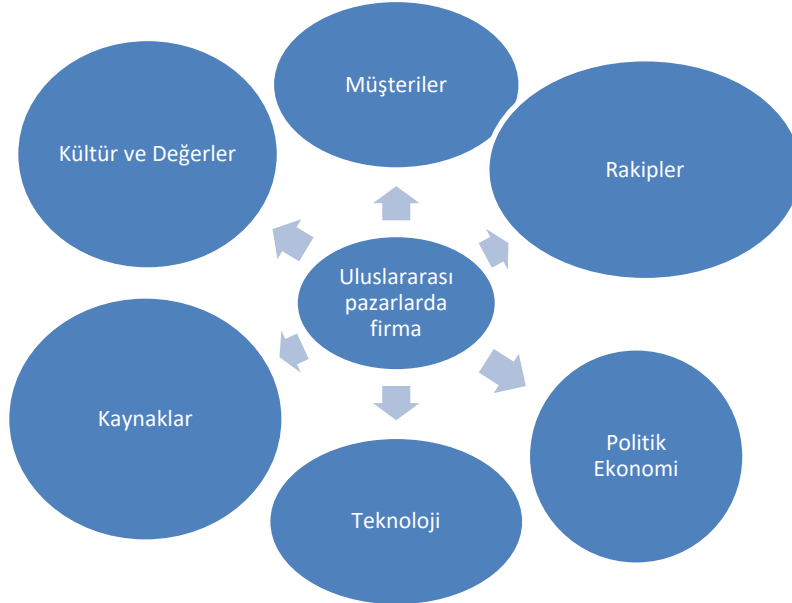 Müşteriler
Kültür ve Değerler
Rakipler
Uluslararası
pazarlarda
firma
Kaynaklar
Politik
Ekonomi
Teknoloji